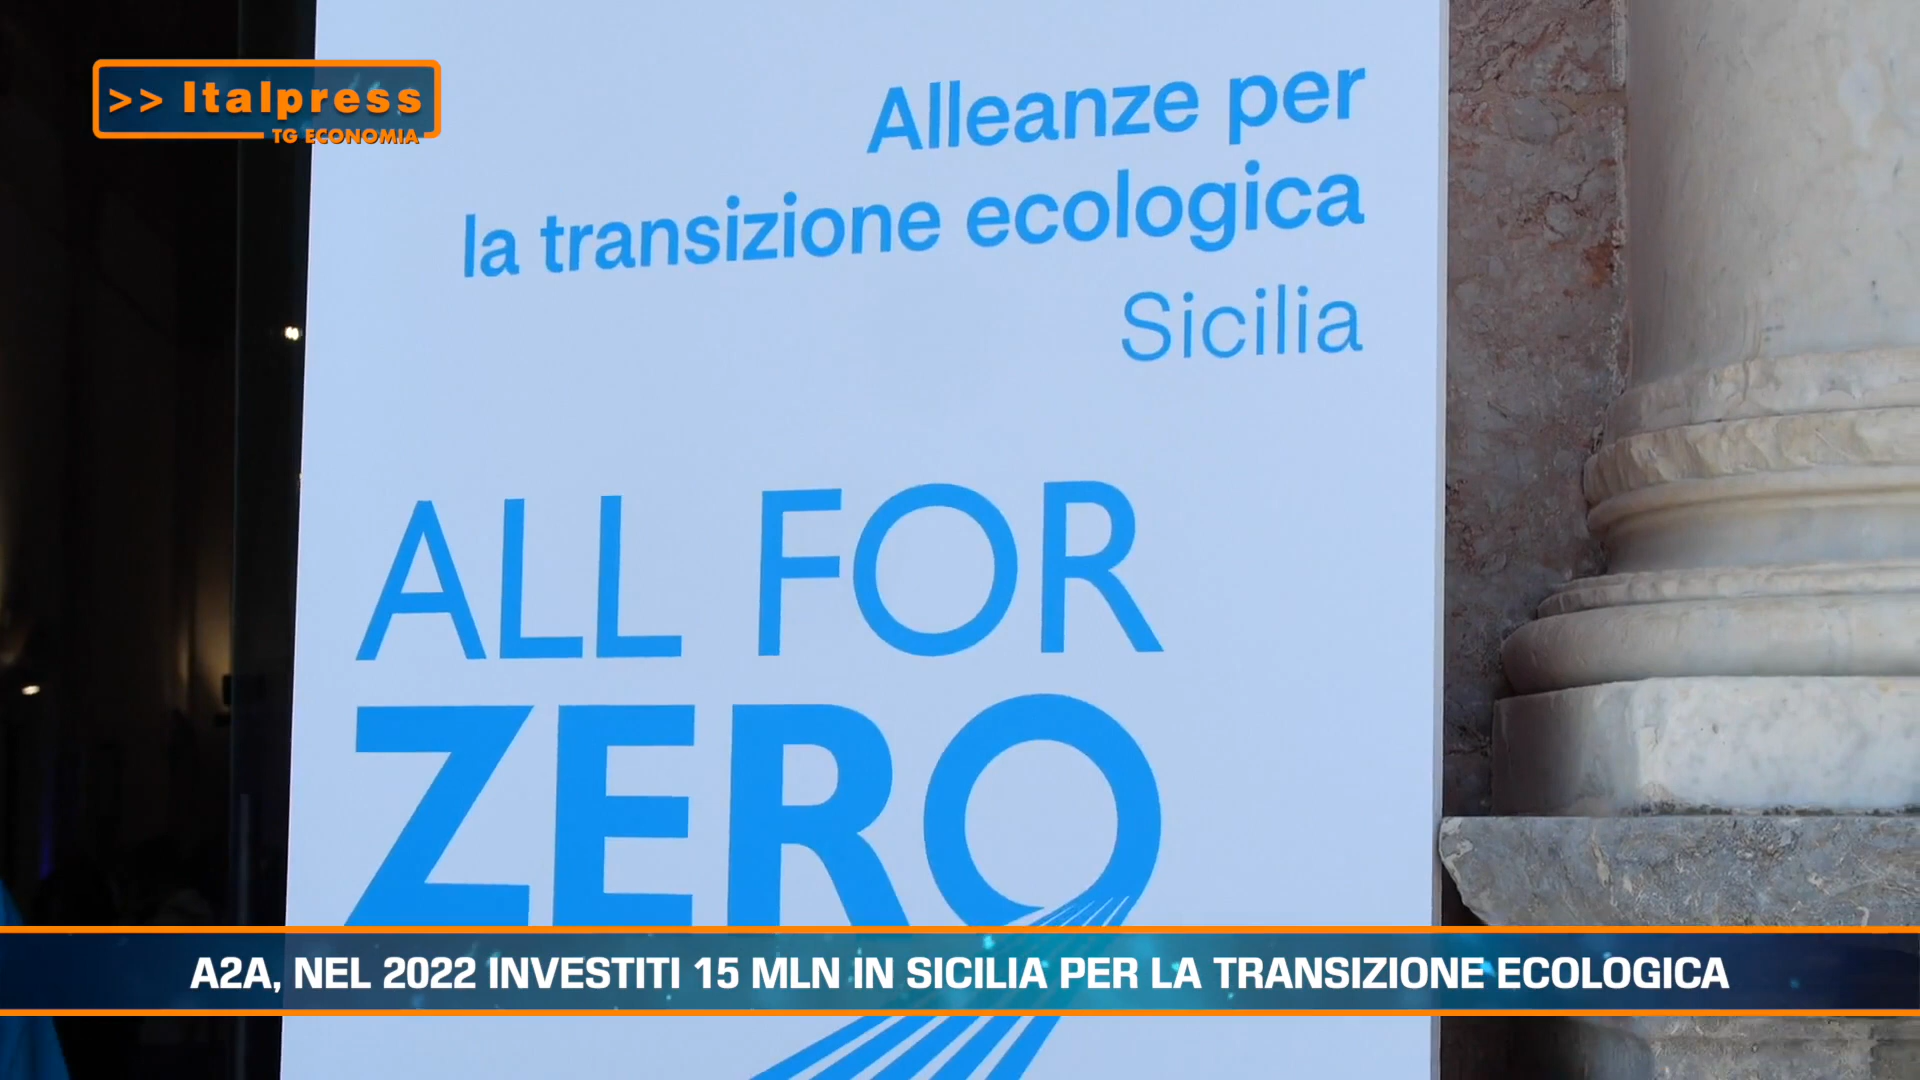 >> Italpress
TG ECONOMIA
Alleanze per
la transizione ecologica
Sicilia
ALL FOR
ZERO
A2A, NEL 2022 INVESTITI 15 MLN IN SICILIA PER LA TRANSIZIONE ECOLOGICA